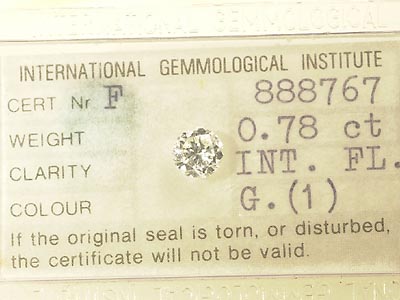 INTERNATIONAL GEMMOLOGICAL INSTITUTE
CERT Nr F 888767
WEIGHT 0.78 ct
CLARITY INT. FL.
COLOUR G.(1)
If the original seal is torn, or disturbed,
the certificate will not be valid.